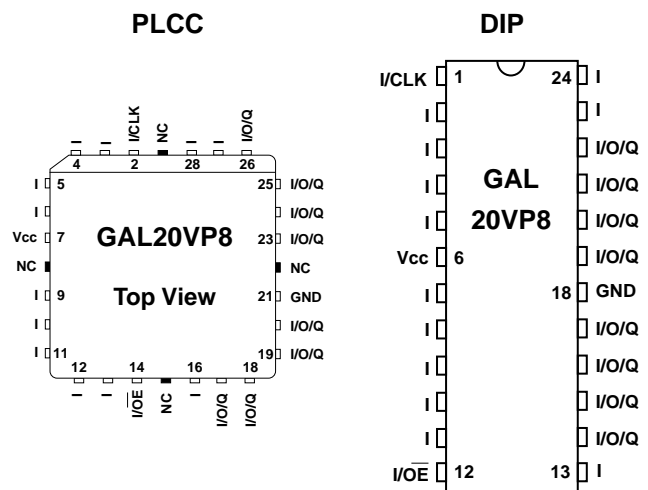 PLCC
I
I
I/CLK
NC
I
I
I/O/Q
4
2
28
26
I
5
25
I/O/Q
I
I/O/Q
Vcc
7
GAL20VP8
23
I/O/Q
NC
NC
I
9
Top View
21
GND
I
I/O/Q
I
11
19
I/O/Q
12
14
16
18
I
I
I/OE
NC
I
I/O/Q
I/O/Q
DIP
I/CLK
1
24
I
I
I
I
I/O/Q
I
GAL
I/O/Q
I
20VP8
I/O/Q
Vcc
6
I/O/Q
I
18
GND
I
I/O/Q
I
I/O/Q
I
I/O/Q
I
I/O/Q
I/OE
12
13
I